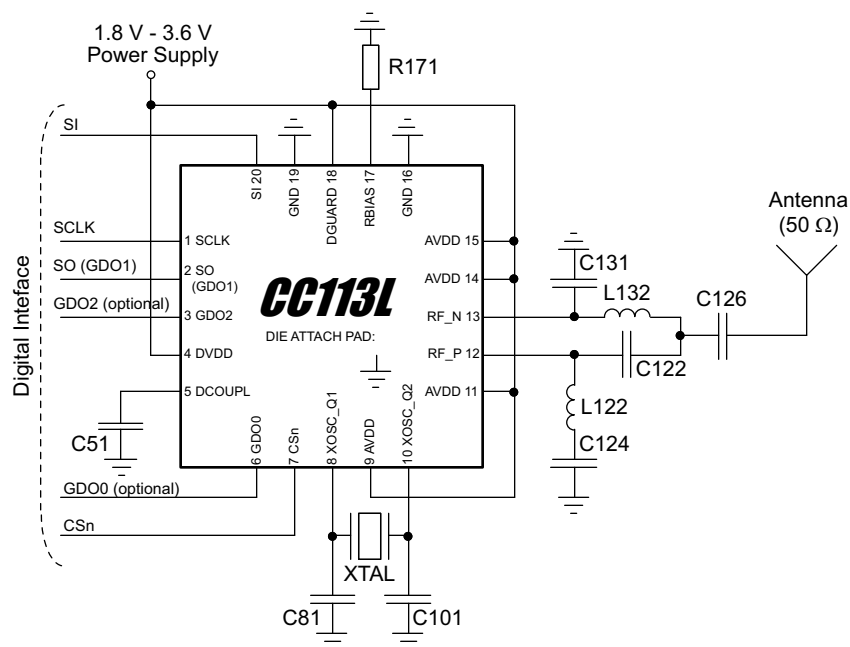 1.8 V - 3.6 V
Power Supply
R171
SI
SI 20
GND 19
DGUARD 18
RBIAS 17
GND 16
Antenna
(50 Ω)
SCLK
1 SCLK
AVDD 15
SO (GDO1)
2 SO
(GDO1)
AVDD 14
C131
L132
C126
GDO2 (optional)
3 GDO2
CC113L
RF_N 13
DIE ATTACH PAD:
4 DVDD
RF_P 12
C122
5 DCOUPL
AVDD 11
L122
C51
6 GDO0
7 CSn
8 XOSC_Q1
9 AVDD
10 XOSC_Q2
C124
GDO0 (optional)
CSn
XTAL
C81
C101
Digital Inteface